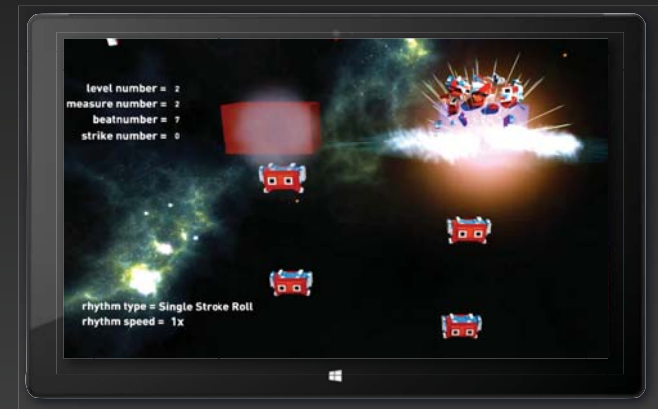 level number = 2
measure number = 2
beatnumber = 7
strike number = 0
rhythm type = Single Stroke Roll
rhythm speed = 1x